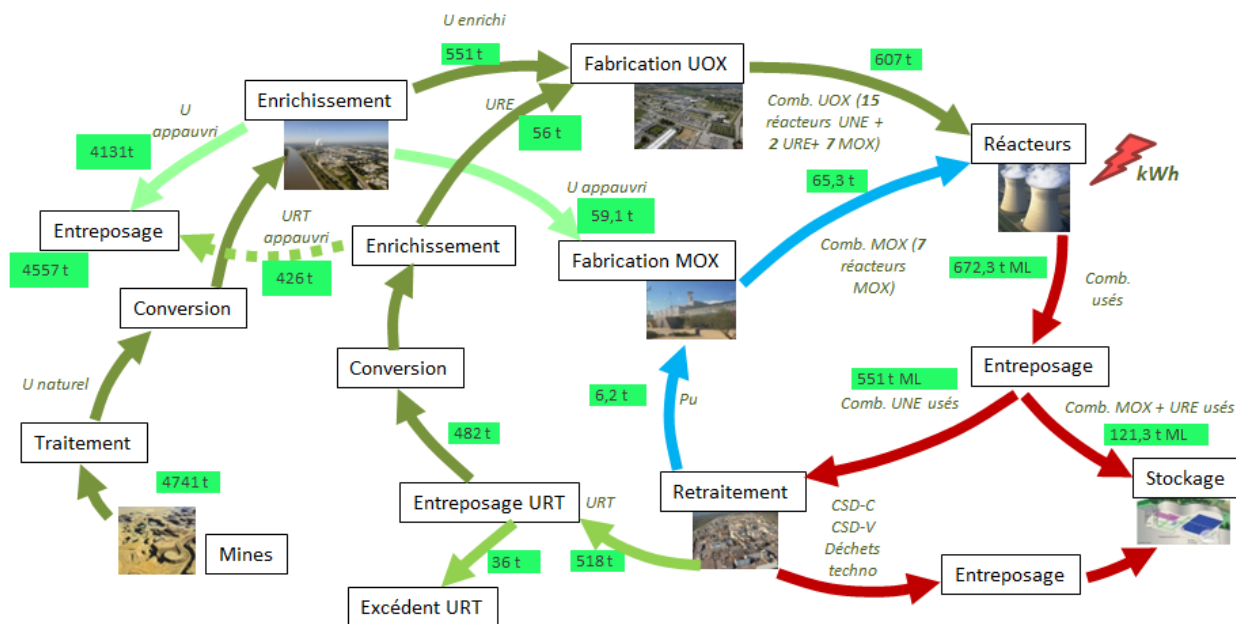 U enrichi
551 t
Fabrication UOX
607 t
Enrichissement
URE
56 t
Comb. UOX (15
réacteurs UNE +
2 URE+ 7 MOX)
U
appauvri
4131t
Réacteurs
kWh
U appauvri
59,1 t
65,3 t
Entreposage
URT
appauvri
426 t
4557 t
Enrichissement
Fabrication MOX
Comb. MOX (7
réacteurs
MOX)
672,3 t ML
Comb.
usés
Conversion
U naturel
Conversion
6,2 t
Pu
Entreposage
551 t ML
Comb. UNE usés
Comb. MOX + URE usés
121,3 t ML
Traitement
482 t
4741 t
Mines
Entreposage URT
URT
Retraitement
Stockage
CSD-C
CSD-V
Déchets
techno
36 t
518 t
Entreposage
Excédent URT